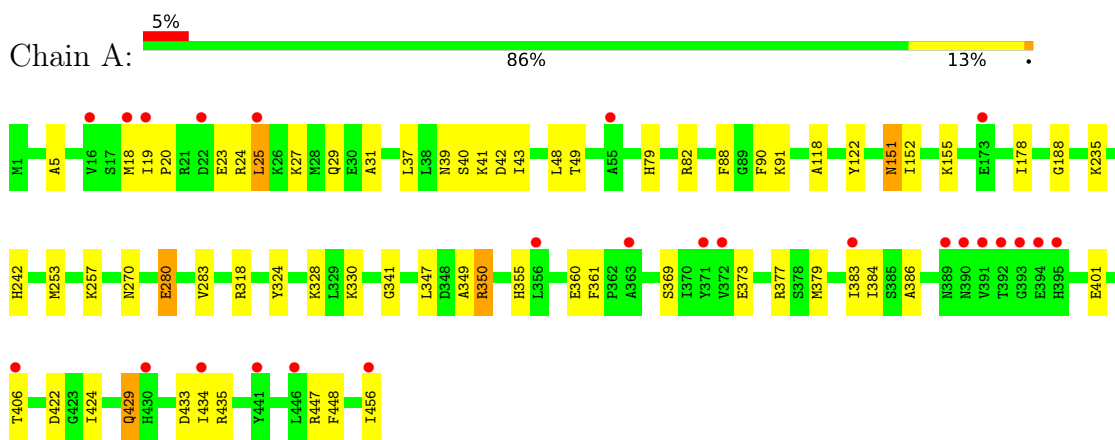 5%
Chain A:
86% 13% •
M1 A5 V16 S17 M18 I19 P20 R21 D22 E23 R24 L25 K26 K27 M28 Q29 E30 A31 L37 L38 N39 S40 K41 D42 I43 L48 T49 A55 H79 R82 F88 G89 F90 K91 A118 Y122 N151 I152 K155 E173 I178 G188 K235
H242 M253 K257 N270 E280 V283 R318 Y324 K328 L329 K330 G341 L347 D348 A349 R350 H355 L356 E360 F361 P362 A363 S369 I370 Y371 V372 E373 R377 S378 M379 I383 I384 S385 A386 N389 N390 V391 T392 G393 E394 H395 E401
T406 D422 G423 I424 Q429 H430 D433 I434 R435 Y441 L446 R447 F448 I456